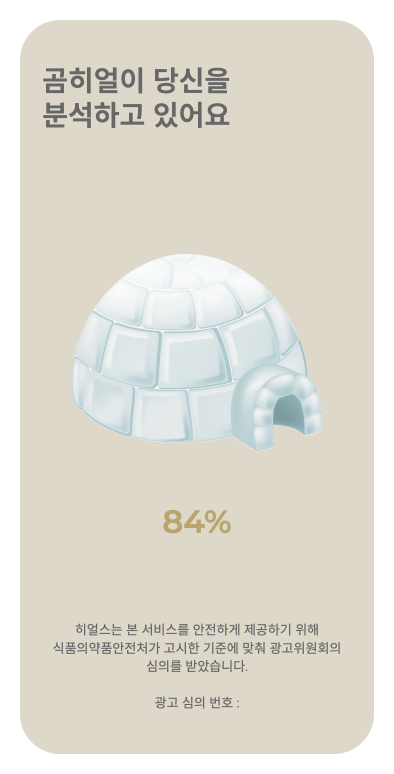 곰히얼이 당신을
분석하고 있어요
84%
히얼스는 본 서비스를 안전하게 제공하기 위해
식품의약품안전처가 고시한 기준에 맞춰 광고위원회의
심의를 받았습니다.
광고 심의 번호 :